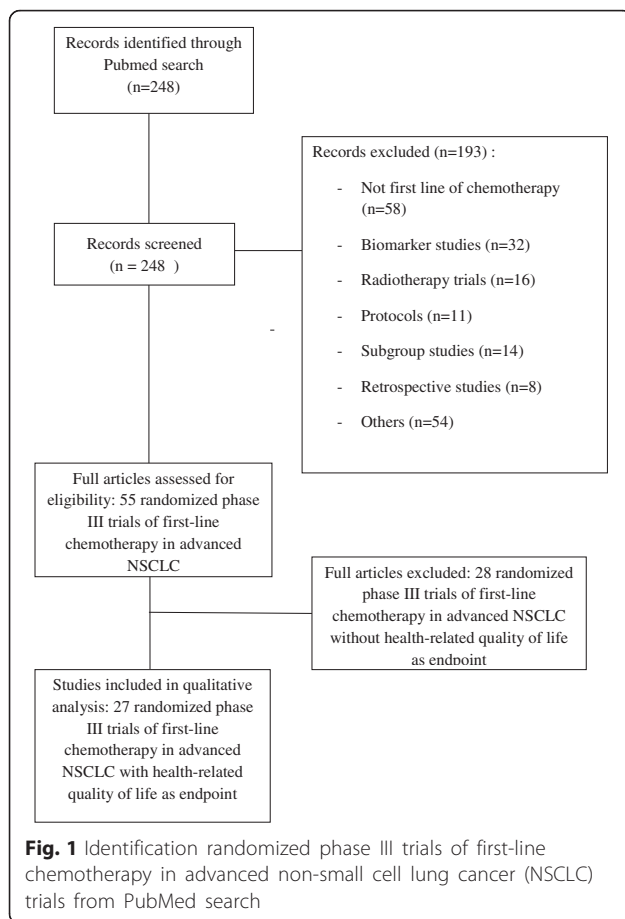 Records identified through
Pubmed search
(n=248)
Records excluded (n=193) :
- Not first line of chemotherapy
(n=58)
- Biomarker studies (n=32)
- Radiotherapy trials (n=16)
- Protocols (n=11)
- Subgroup studies (n=14)
- Retrospective studies (n=8)
- Others (n=54)
Records screened
(n = 248 )
-
Full articles assessed for
eligibility: 55 randomized phase
III trials of first-line
chemotherapy in advanced
NSCLC
Full articles excluded: 28 randomized
phase III trials of first-line
chemotherapy in advanced NSCLC
without health-related quality of life
as endpoint
Studies included in qualitative
analysis: 27 randomized phase
III trials of first-line
chemotherapy in advanced
NSCLC with health-related
quality of life as endpoint
Fig. 1 Identification randomized phase III trials of first-line
chemotherapy in advanced non-small cell lung cancer (NSCLC)
trials from PubMed search